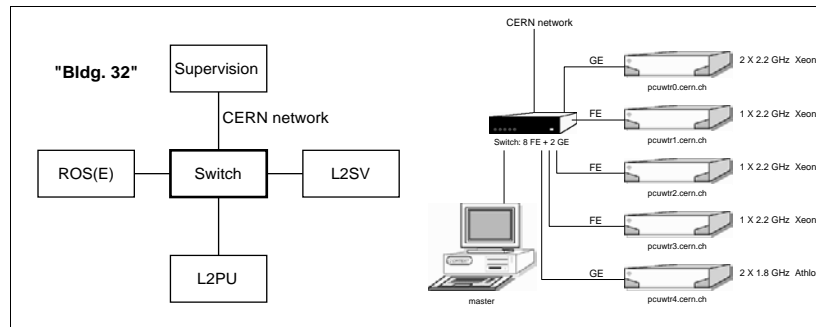 "Bldg. 32"
Supervision
CERN network
ROS(E)
Switch
L2SV
L2PU
CERN network
GE
2 X 2.2 GHz Xeon
pcuwtr0.cern.ch
FE
1 X 2.2 GHz Xeon
pcuwtr1.cern.ch
Switch: 8 FE + 2 GE
FE
1 X 2.2 GHz Xeon
pcuwtr2.cern.ch
FE
1 X 2.2 GHz Xeon
pcuwtr3.cern.ch
GE
2 X 1.8 GHz Athlo
pcuwtr4.cern.ch
master